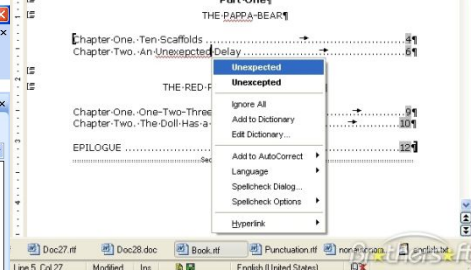 Part One¶
THE·PAPPA-BEAR¶
Chapter·One.·Ten·Scaffolds → 4¶
Chapter·Two.·An·Unexepcted·Delay → 6¶
Unexpected
Unexcepted
THE·RED·
Ignore All
Add to Dictionary
Edit Dictionary...
Chapter·One.·One-Two-Three → 9¶
Chapter·Two.·The·Doll·Has·a· → 10¶
EPILOGUE 12¶
Add to AutoCorrect
Language
Spellcheck Dialog...
Spellcheck Options
Hyperlink
Doc27.rtf Doc28.doc Book.rtf Punctuation.rtf english.txt
Line 5 Col 27 Modified Ins English (United States)